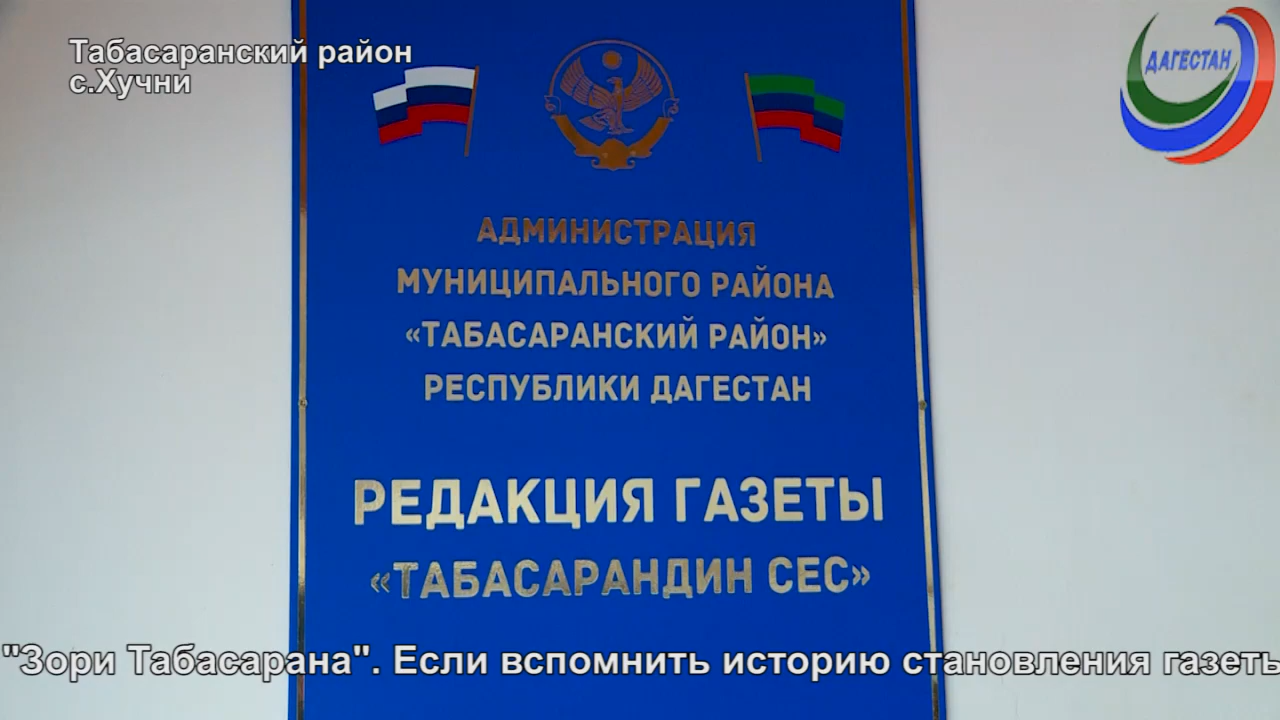 Табасаранский район
с.Хучни
ДАГЕСТАН
АДМИНИСТРАЦИЯ
МУНИЦИПАЛЬНОГО РАЙОНА
«ТАБАСАРАНСКИЙ РАЙОН»
РЕСПУБЛИКИ ДАГЕСТАН
РЕДАКЦИЯ ГАЗЕТЫ
«ТАБАСАРАНДИН СЕС»
"Зори Табасарана". Если вспомнить историю становления газеты